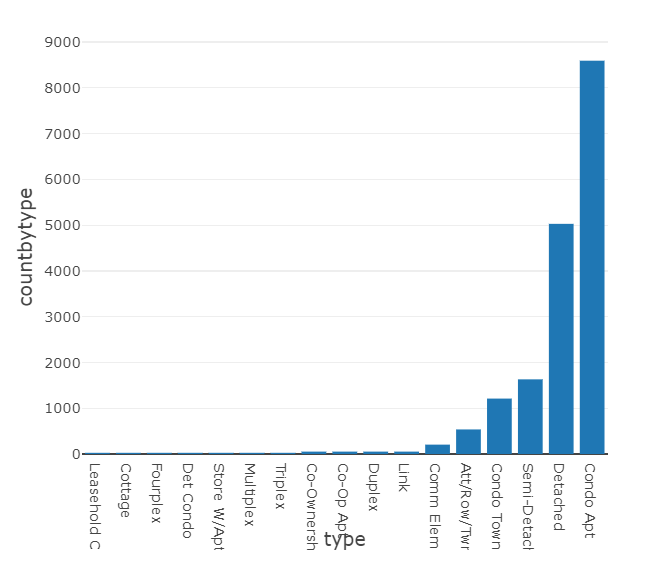 9000
8000
7000
6000
5000
4000
3000
2000
1000
0
countbytype
Leasehold C
Cottage
Fourplex
Det Condo
Store W/Apt
Multiplex
Triplex
Co-Ownersh
Co-Op Apt
Duplex
Link
Comm Elem
Att/Row/Twr
Condo Town
Semi-Detach
Detached
Condo Apt
type